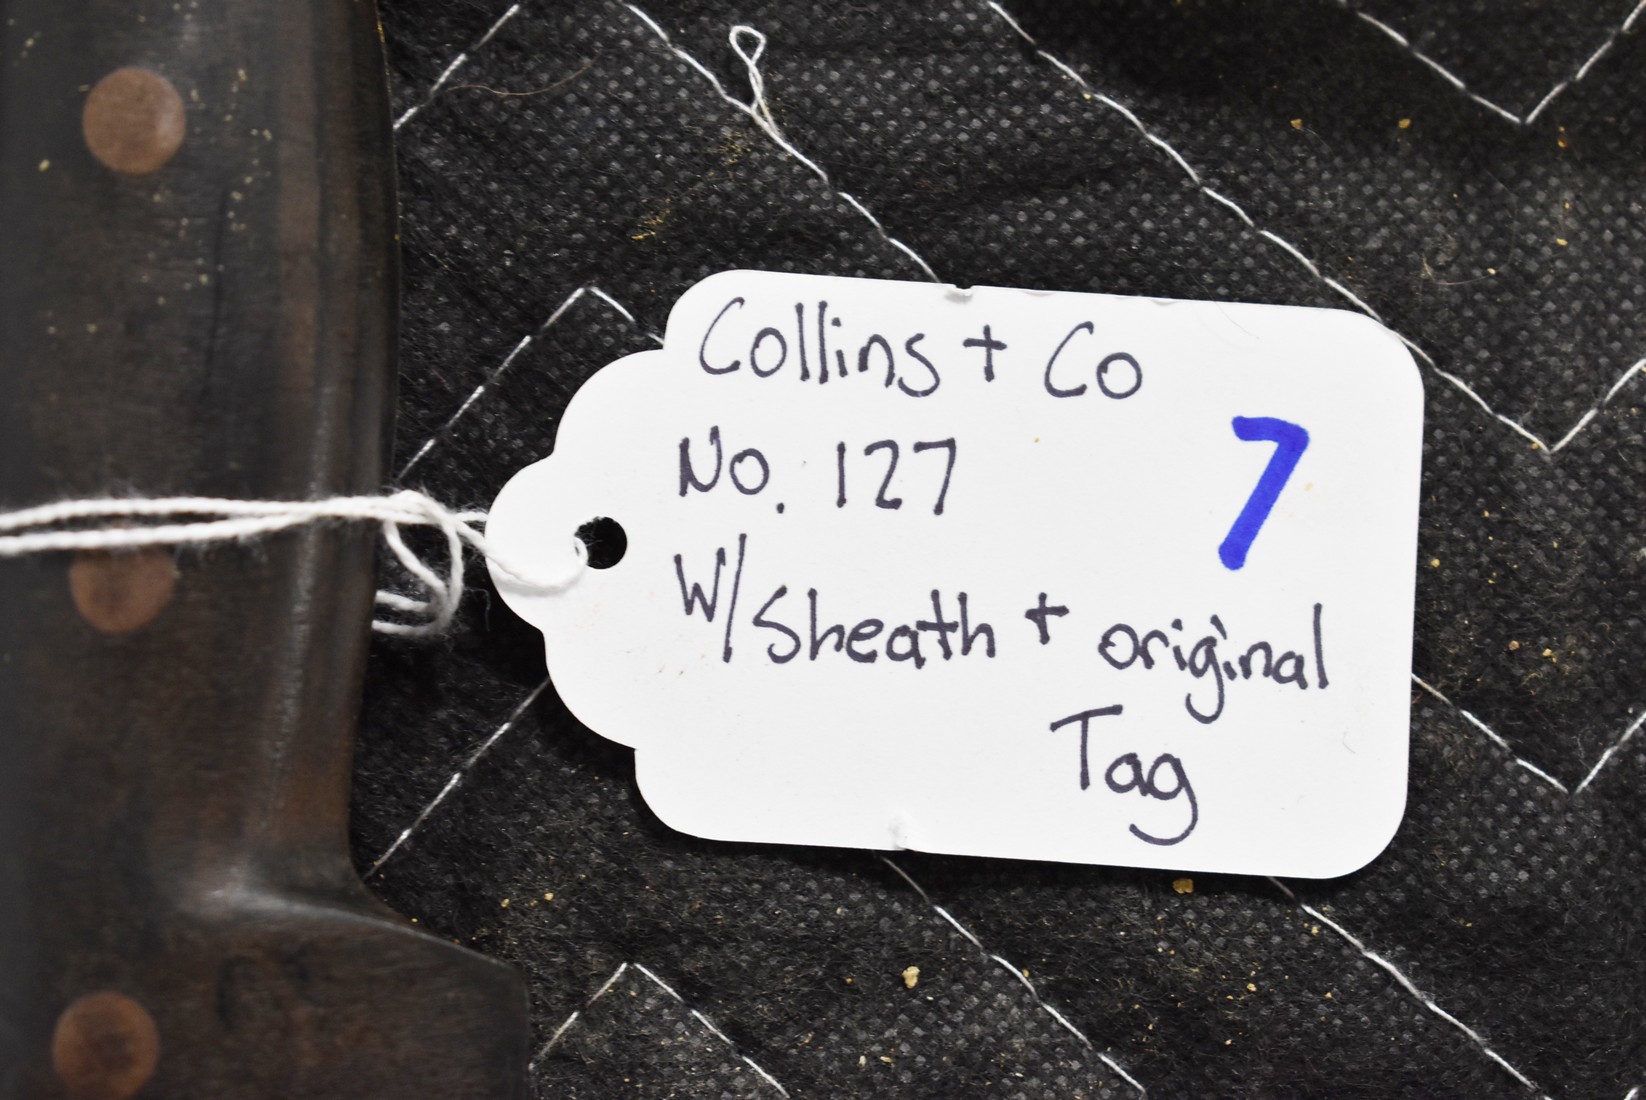 Collins + Co
No. 127
7
W/Sheath + original
Tag